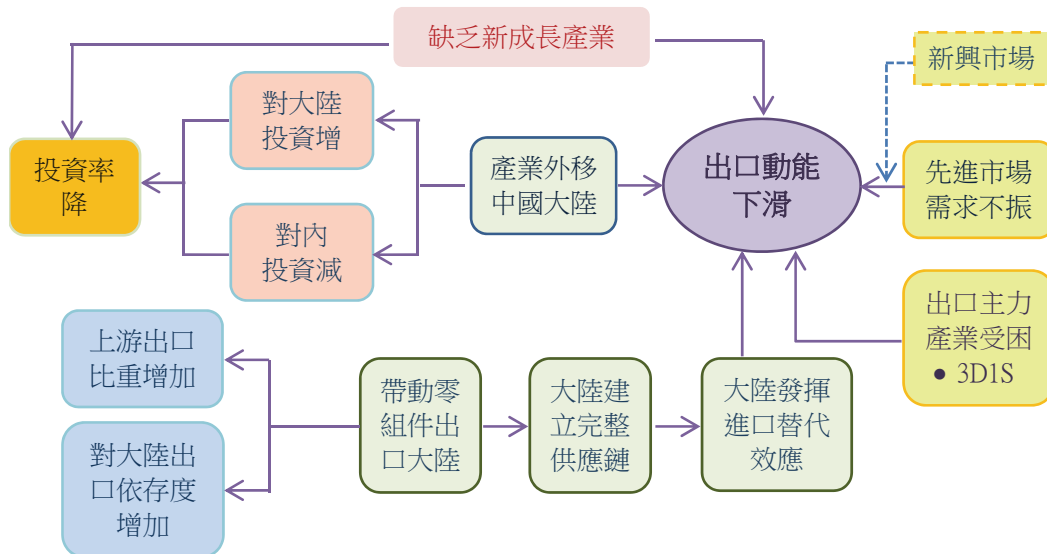 缺乏新成長產業
新興市場
對大陸
投資增
投資率
降
產業外移
中國大陸
出口動能
下滑
先進市場
需求不振
對內
投資減
出口主力
產業受困
• 3D1S
上游出口
比重增加
帶動零
組件出
口大陸
大陸建
立完整
供應鏈
大陸發揮
進口替代
效應
對大陸出
口依存度
增加